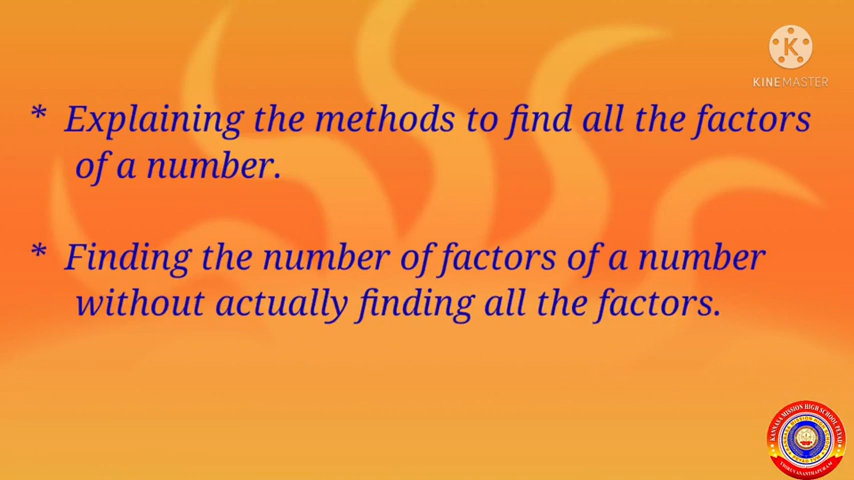 KINEMASTER
* Explaining the methods to find all the factors
of a number.
* Finding the number of factors of a number
without actually finding all the factors.